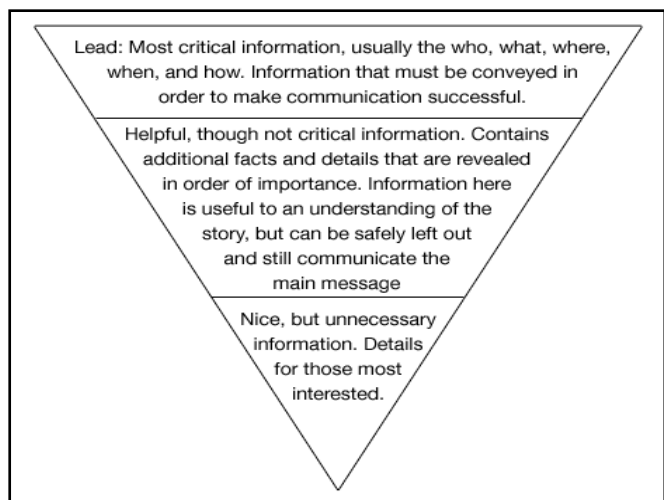 Lead: Most critical information, usually the who, what, where,
when, and how. Information that must be conveyed in
order to make communication successful.
Helpful, though not critical information. Contains
additional facts and details that are revealed
in order of importance. Information here
is useful to an understanding of the
story, but can be safely left out
and still communicate the
main message
Nice, but unnecessary
information. Details
for those most
interested.